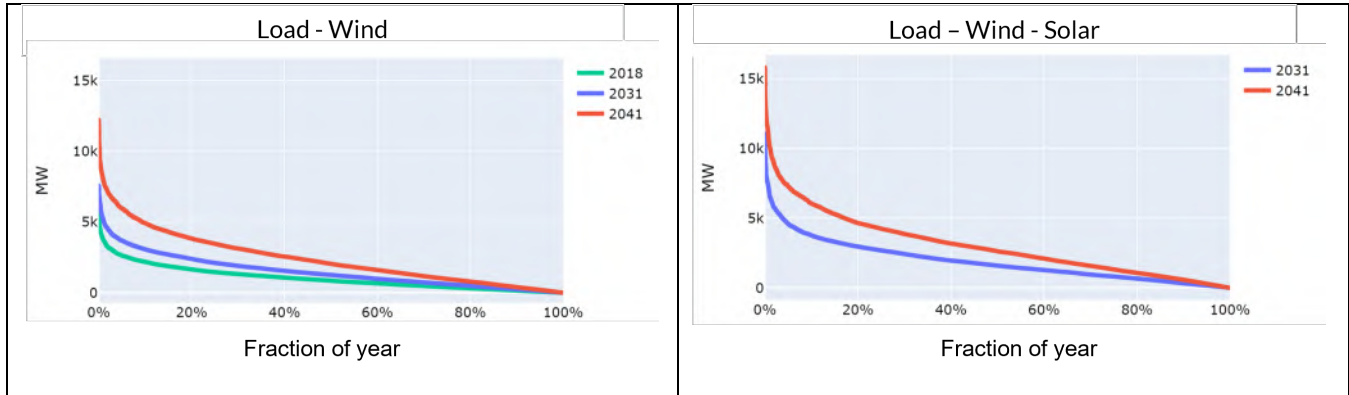 Load - Wind
15k
10k
5k
0
MW
0% 20% 40% 60% 80% 100%
2018
2031
2041
Fraction of year
Load – Wind - Solar
15k
10k
5k
0
MW
0% 20% 40% 60% 80% 100%
2031
2041
Fraction of year